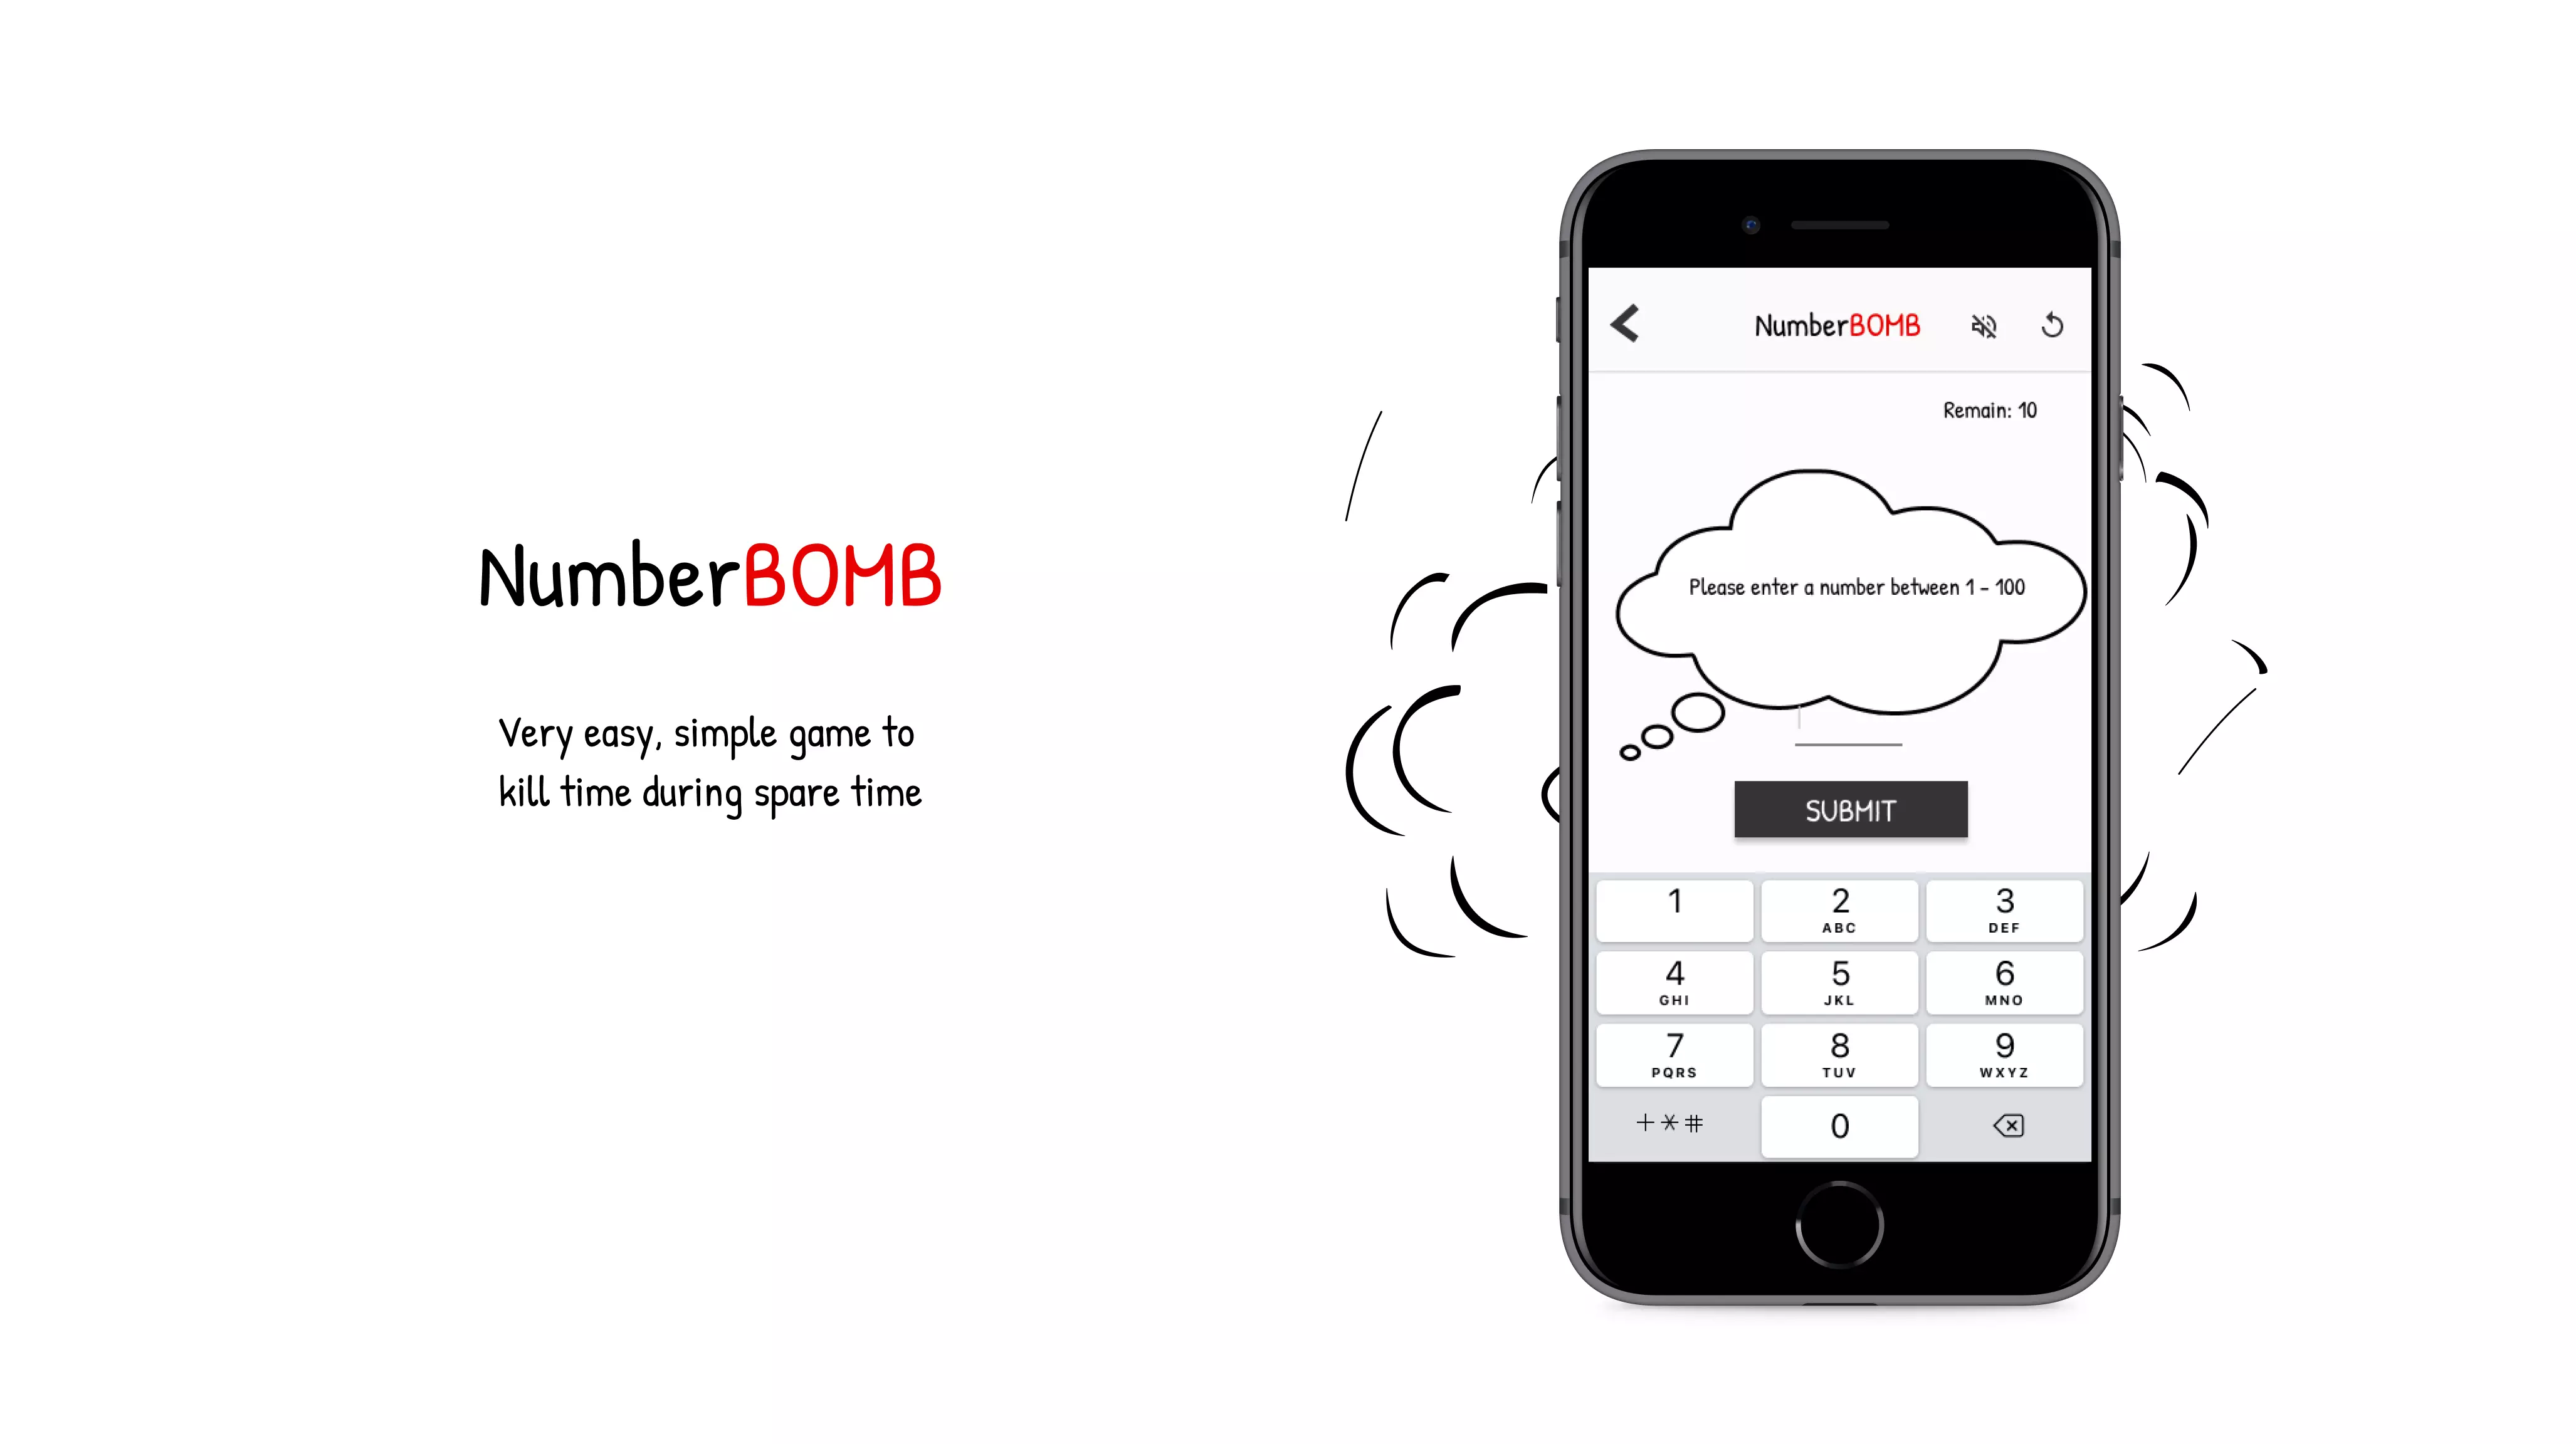 NumberBOMB
Very easy, simple game to
kill time during spare time
NumberBOMB
Remain: 10
Please enter a number between 1 - 100
SUBMIT
1
2
3
ABC
DEF
4
5
6
GHI
JKL
MNO
7
8
9
PQRS
TUV
WXYZ
+*#
0